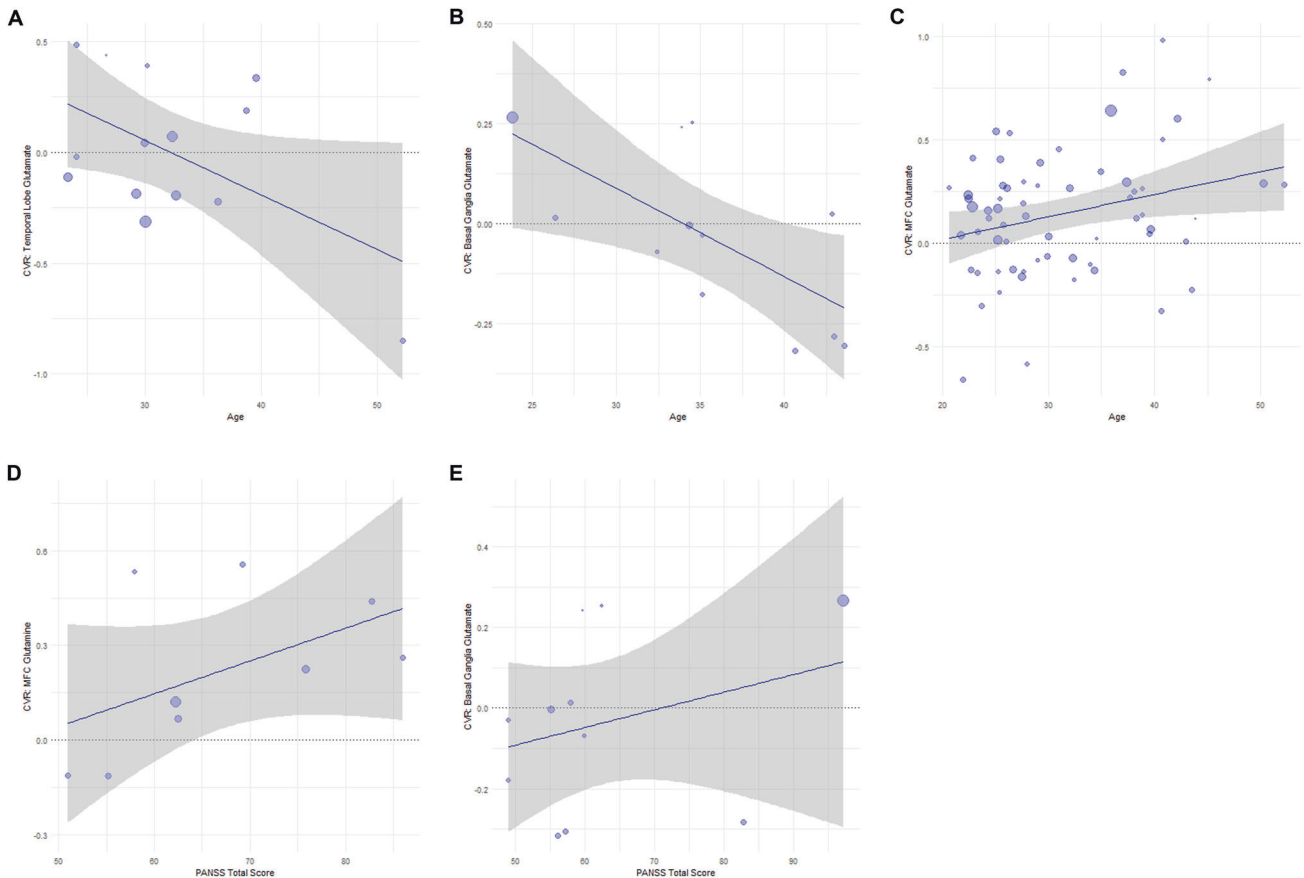 A
CVR: Temporal Lobe Glutamate
0.5
0.0
-0.5
-1.0
30
40
50
Age
B
CVR: Basal Ganglia Glutamate
0.50
0.25
0.00
-0.25
25
30
35
40
Age
C
CVR: MFC Glutamate
1.0
0.5
0.0
-0.5
20
30
40
50
Age
D
CVR: MFC Glutamine
0.6
0.3
0.0
-0.3
50
60
70
80
PANSS Total Score
E
CVR: Basal Ganglia Glutamate
0.4
0.2
0.0
-0.2
50
60
70
80
90
PANSS Total Score